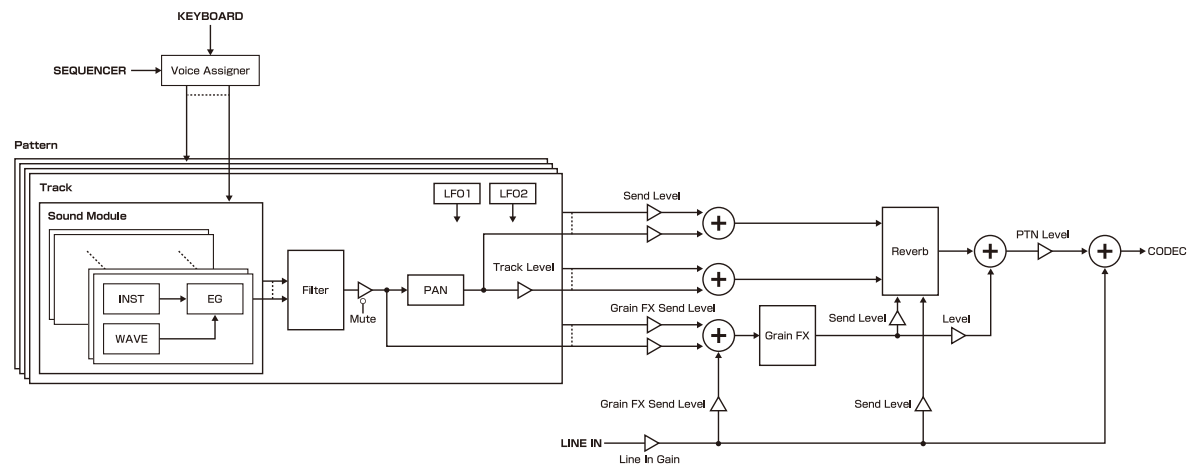 KEYBOARD
SEQUENCER
Voice Assigner
Pattern
Track
LFO1
LFO2
Sound Module
INST
EG
WAVE
Filter
Mute
PAN
Track Level
Send Level
Grain FX Send Level
Grain FX
Reverb
Send Level
Level
PTN Level
CODEC
Grain FX Send Level
Send Level
LINE IN
Line In Gain